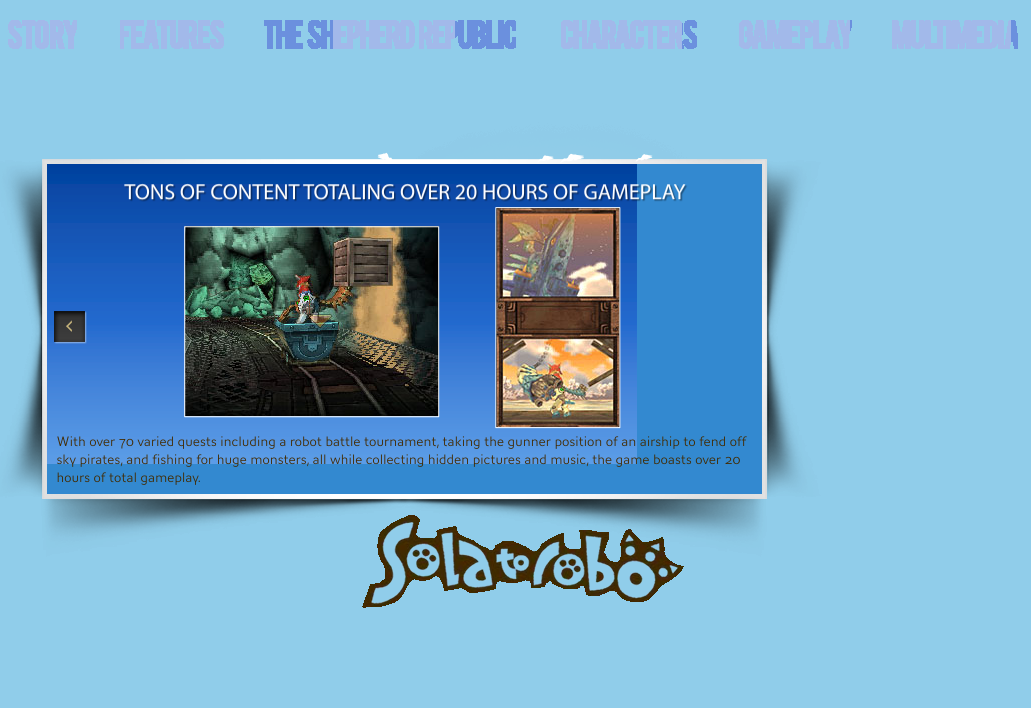 STORY FEATURES THE SHEPHERD REPUBLIC CHARACTERS GAMEPLAY MULTIMEDIA
TONS OF CONTENT TOTALING OVER 20 HOURS OF GAMEPLAY
With over 70 varied quests including a robot battle tournament, taking the gunner position of an airship to fend off
sky pirates, and fishing for huge monsters, all while collecting hidden pictures and music, the game boasts over 20
hours of total gameplay.
Solatorobo